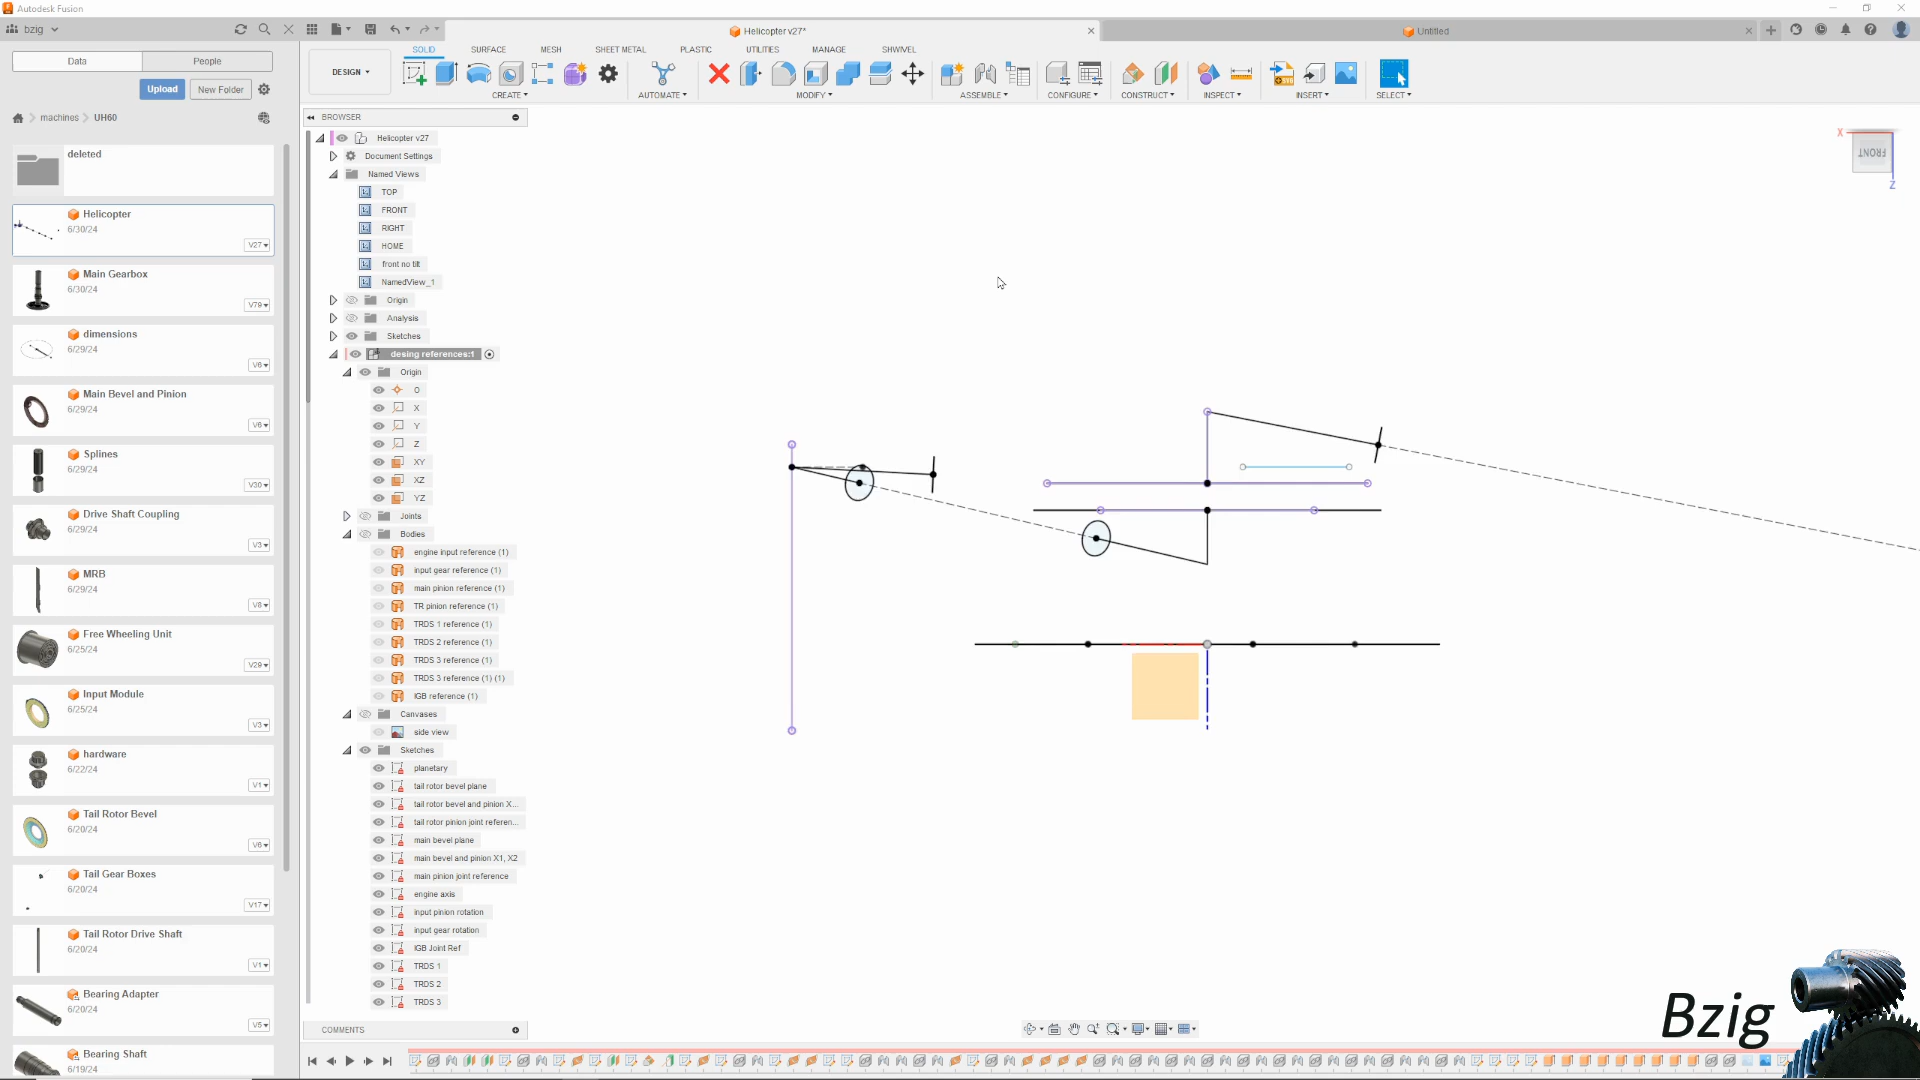 Autodesk Fusion
bzig
Helicopter v27*
Untitled
Data
People
DESIGN
SOLID
SURFACE
MESH
SHEET METAL
PLASTIC
UTILITIES
MANAGE
SHWIVEL
CREATE
AUTOMATE
MODIFY
ASSEMBLE
CONFIGURE
CONSTRUCT
INSPECT
INSERT
SELECT
Upload
New Folder
machines
UH60
deleted
Helicopter
6/30/24
V27
Main Gearbox
6/30/24
V79
dimensions
6/29/24
V6
Main Bevel and Pinion
6/29/24
V6
Splines
6/29/24
V30
Drive Shaft Coupling
6/29/24
V3
MRB
6/29/24
V8
Free Wheeling Unit
6/25/24
V29
Input Module
6/25/24
V3
hardware
6/22/24
V1
Tail Rotor Bevel
6/20/24
V6
Tail Gear Boxes
6/20/24
V17
Tail Rotor Drive Shaft
6/20/24
V1
Bearing Adapter
6/20/24
V5
Bearing Shaft
6/19/24
BROWSER
Helicopter v27
Document Settings
Named Views
TOP
FRONT
RIGHT
HOME
front no tilt
NamedView_1
Origin
Analysis
Sketches
desing references:1
Origin
O
X
Y
Z
XY
XZ
YZ
Joints
Bodies
engine input reference (1)
input gear reference (1)
main pinion reference (1)
TR pinion reference (1)
TRDS 1 reference (1)
TRDS 2 reference (1)
TRDS 3 reference (1)
TRDS 3 reference (1) (1)
IGB reference (1)
Canvases
side view
Sketches
planetary
tail rotor bevel plane
tail rotor bevel and pinion X...
tail rotor pinion joint referen...
main bevel plane
main bevel and pinion X1, X2
main pinion joint reference
engine axis
input pinion rotation
input gear rotation
IGB Joint Ref
TRDS 1
TRDS 2
TRDS 3
COMMENTS
X
FRONT
Z
Bzig